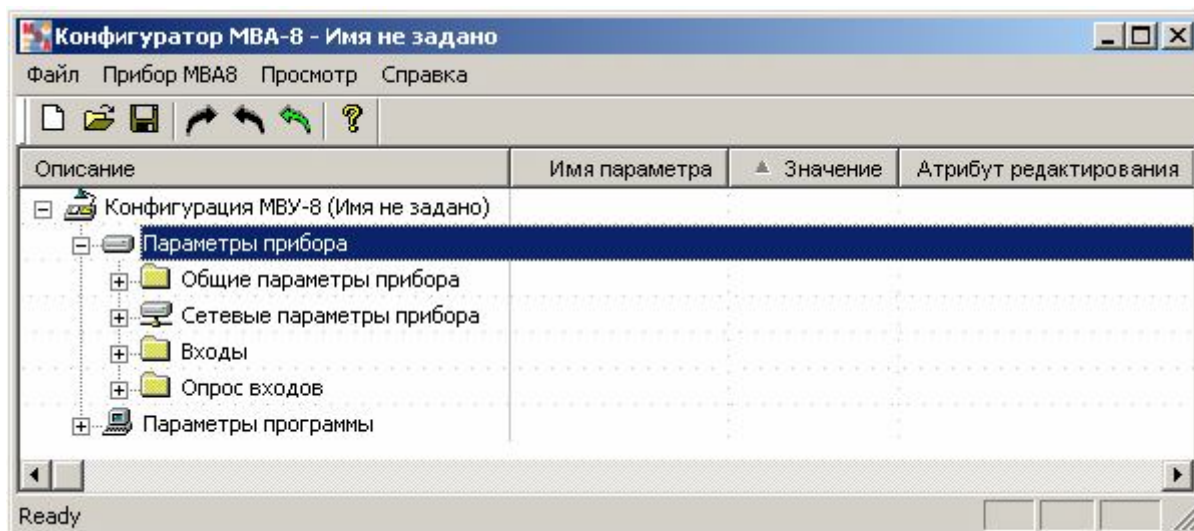 Конфигуратор МВА-8 - Имя не задано
Файл Прибор МВА8 Просмотр Справка
Описание Имя параметра Значение Атрибут редактирования
Конфигурация МВУ-8 (Имя не задано)
Параметры прибора
Общие параметры прибора
Сетевые параметры прибора
Входы
Опрос входов
Параметры программы
Ready